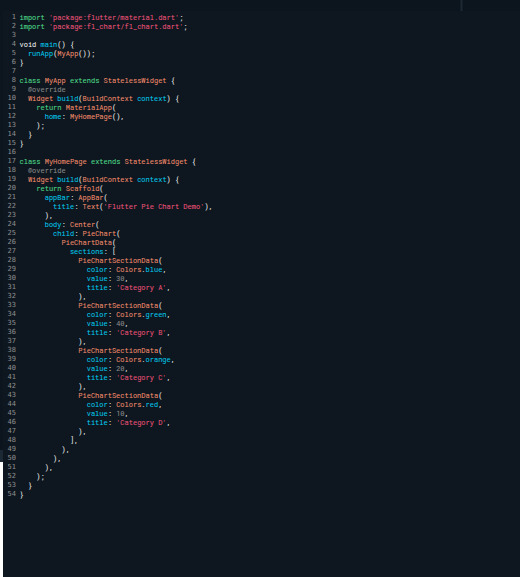 1 import 'package:flutter/material.dart';
2 import 'package:fl_chart/fl_chart.dart';
3
4 void main() {
5   runApp(MyApp());
6 }
7
8 class MyApp extends StatelessWidget {
9   @override
10   Widget build(BuildContext context) {
11     return MaterialApp(
12       home: MyHomePage(),
13     );
14   }
15 }
16
17 class MyHomePage extends StatelessWidget {
18   @override
19   Widget build(BuildContext context) {
20     return Scaffold(
21       appBar: AppBar(
22         title: Text('Flutter Pie Chart Demo'),
23       ),
24       body: Center(
25         child: PieChart(
26           PieChartData(
27             sections: [
28               PieChartSectionData(
29                 color: Colors.blue,
30                 value: 30,
31                 title: 'Category A',
32               ),
33               PieChartSectionData(
34                 color: Colors.green,
35                 value: 40,
36                 title: 'Category B',
37               ),
38               PieChartSectionData(
39                 color: Colors.orange,
40                 value: 20,
41                 title: 'Category C',
42               ),
43               PieChartSectionData(
44                 color: Colors.red,
45                 value: 10,
46                 title: 'Category D',
47               ),
48             ],
49           ),
50         ),
51       ),
52     );
53   }
54 }